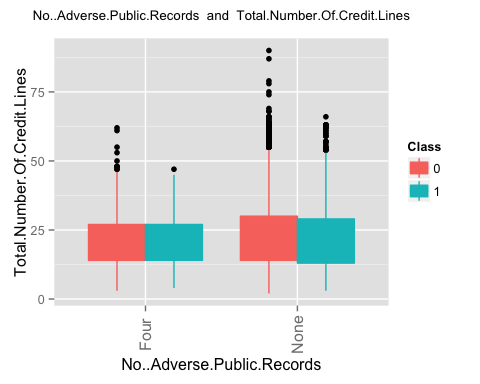 No..Adverse.Public.Records and Total.Number.Of.Credit.Lines
Total.Number.Of.Credit.Lines
75
50
25
0
Four
None
No..Adverse.Public.Records
Class
0
1